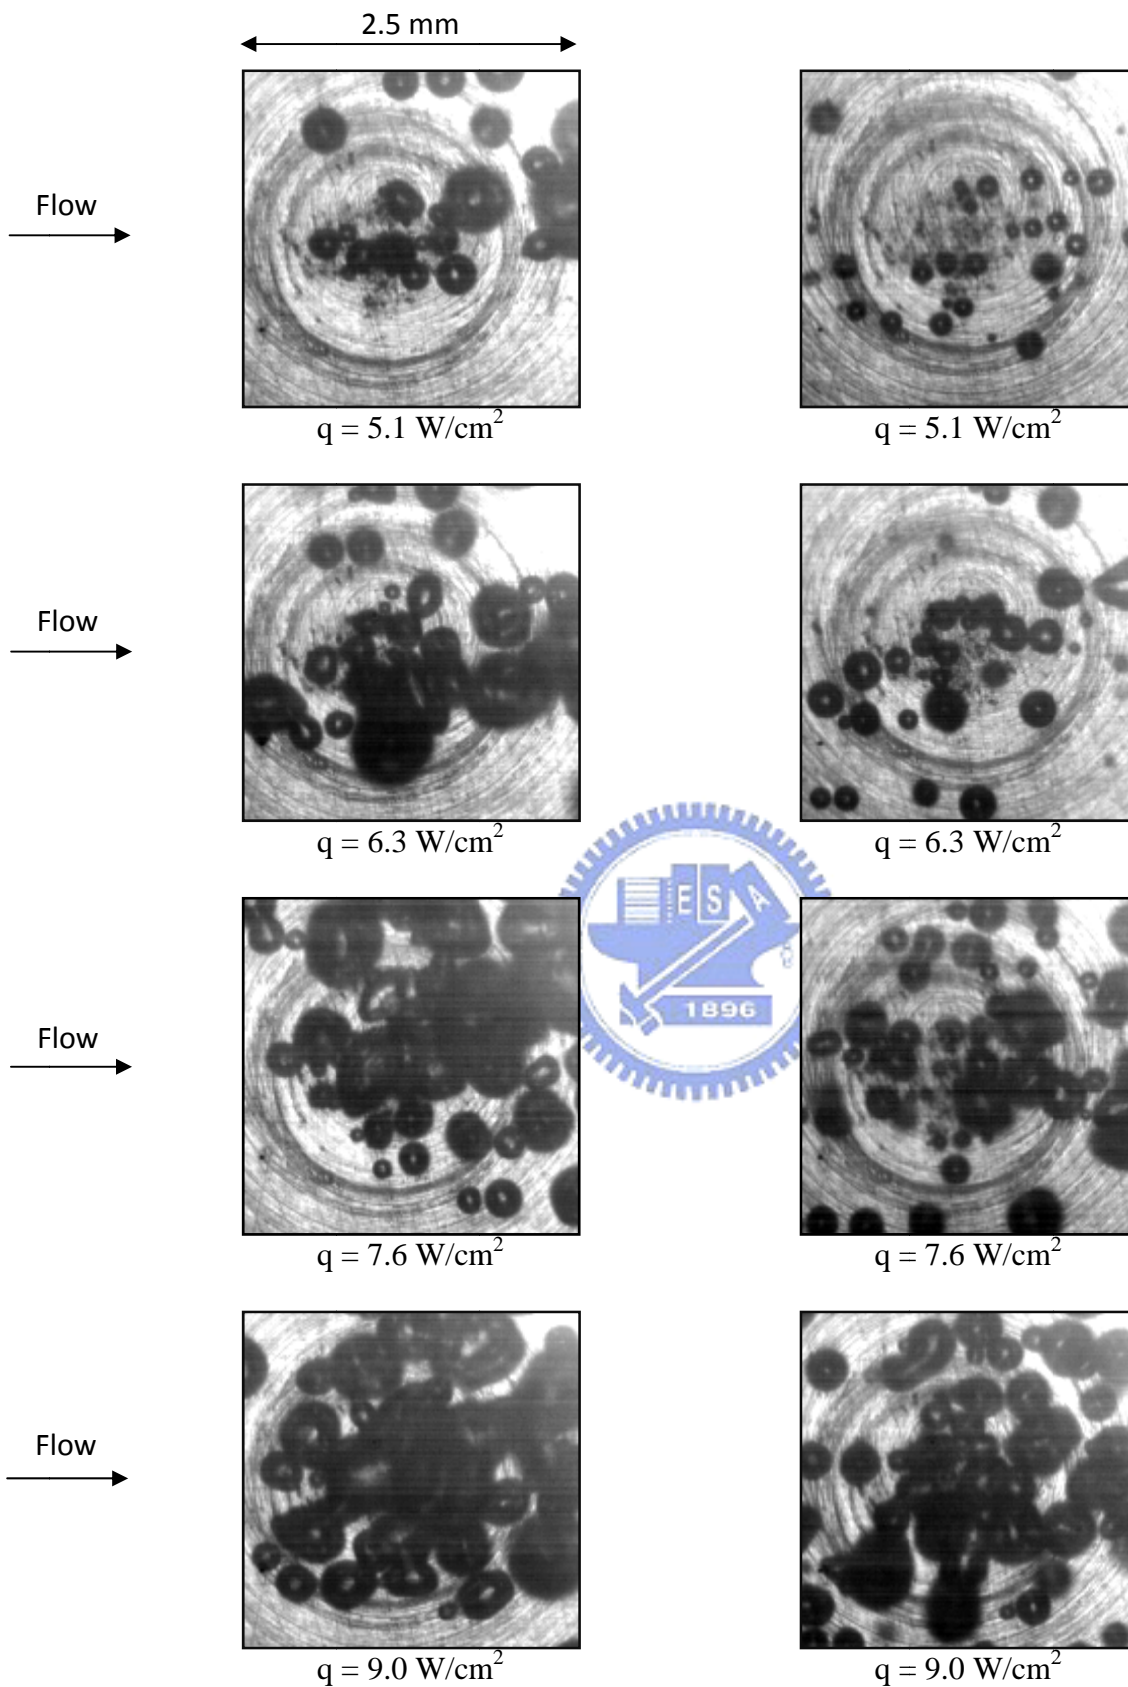 2.5 mm
Flow
q = 5.1 W/cm²
q = 5.1 W/cm²
Flow
q = 6.3 W/cm²
q = 6.3 W/cm²
E S A
1896
Flow
q = 7.6 W/cm²
q = 7.6 W/cm²
Flow
q = 9.0 W/cm²
q = 9.0 W/cm²